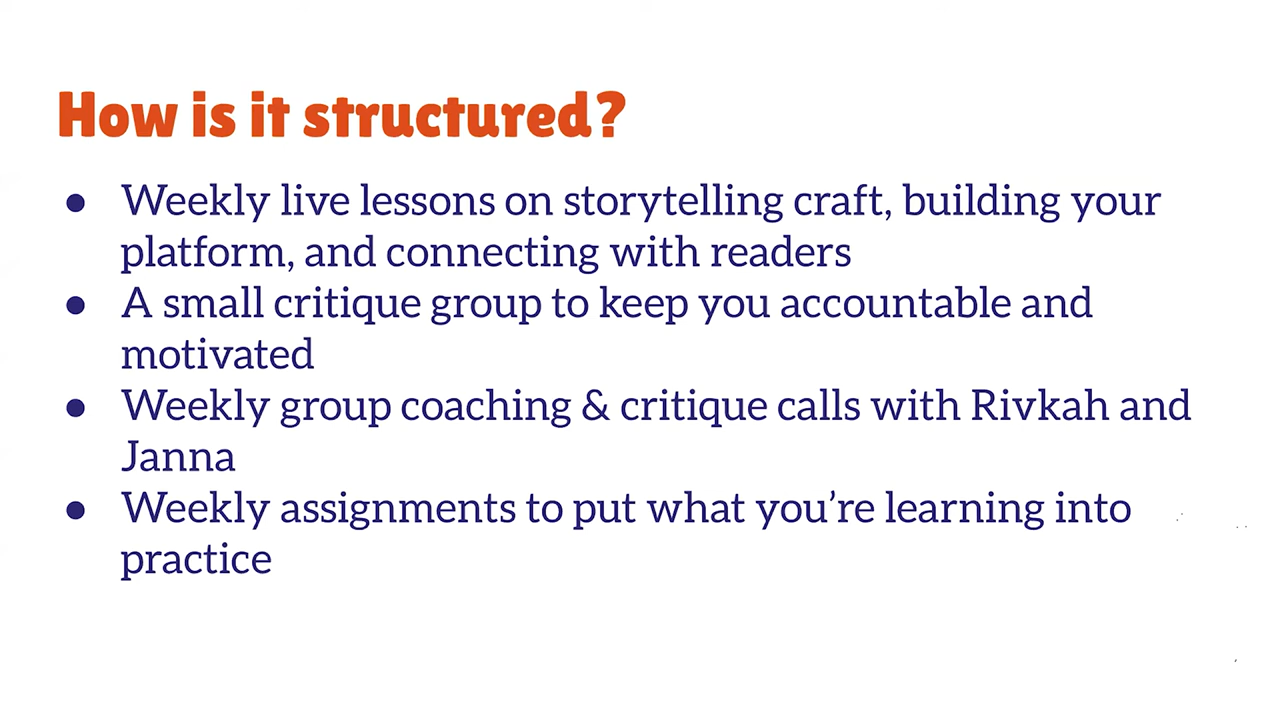 How is it structured?
● Weekly live lessons on storytelling craft, building your
platform, and connecting with readers
● A small critique group to keep you accountable and
motivated
● Weekly group coaching & critique calls with Rivkah and
Janna
● Weekly assignments to put what you’re learning into
practice